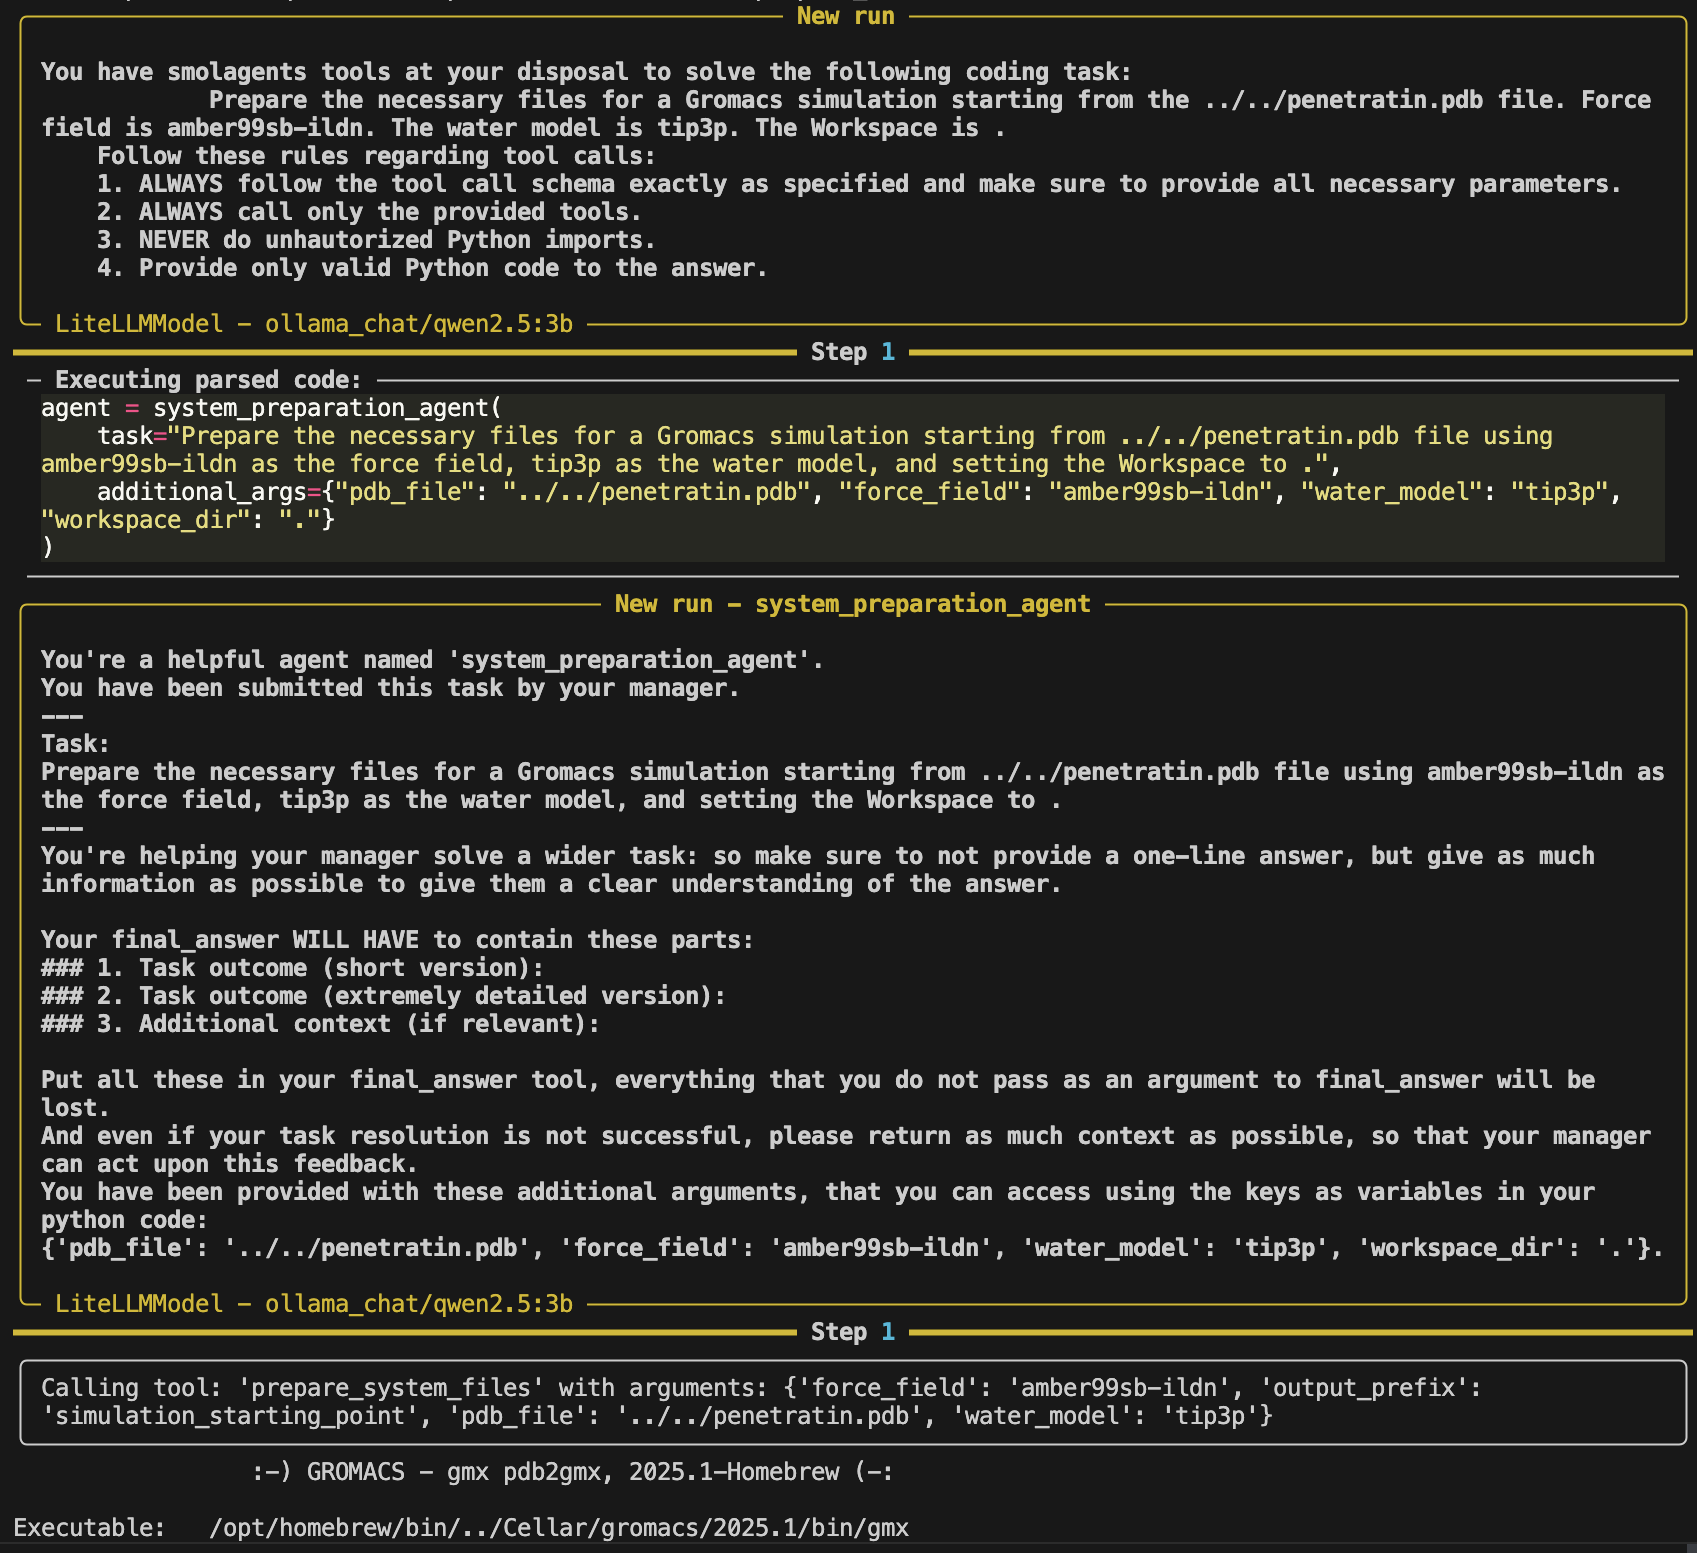 New run
You have smolagents tools at your disposal to solve the following coding task:
Prepare the necessary files for a Gromacs simulation starting from the ../../penetratin.pdb file. Force
field is amber99sb-ildn. The water model is tip3p. The Workspace is .
Follow these rules regarding tool calls:
1. ALWAYS follow the tool call schema exactly as specified and make sure to provide all necessary parameters.
2. ALWAYS call only the provided tools.
3. NEVER do unhautorized Python imports.
4. Provide only valid Python code to the answer.
LiteLLMModel - ollama_chat/qwen2.5:3b
Step 1
Executing parsed code:
agent = system_preparation_agent(
task="Prepare the necessary files for a Gromacs simulation starting from ../../penetratin.pdb file using
amber99sb-ildn as the force field, tip3p as the water model, and setting the Workspace to .",
additional_args={"pdb_file": "../../penetratin.pdb", "force_field": "amber99sb-ildn", "water_model": "tip3p",
"workspace_dir": "."}
)
New run - system_preparation_agent
You're a helpful agent named 'system_preparation_agent'.
You have been submitted this task by your manager.
---
Task:
Prepare the necessary files for a Gromacs simulation starting from ../../penetratin.pdb file using amber99sb-ildn as
the force field, tip3p as the water model, and setting the Workspace to .
---
You're helping your manager solve a wider task: so make sure to not provide a one-line answer, but give as much
information as possible to give them a clear understanding of the answer.
Your final_answer WILL HAVE to contain these parts:
### 1. Task outcome (short version):
### 2. Task outcome (extremely detailed version):
### 3. Additional context (if relevant):
Put all these in your final_answer tool, everything that you do not pass as an argument to final_answer will be
lost.
And even if your task resolution is not successful, please return as much context as possible, so that your manager
can act upon this feedback.
You have been provided with these additional arguments, that you can access using the keys as variables in your
python code:
{'pdb_file': '../../penetratin.pdb', 'force_field': 'amber99sb-ildn', 'water_model': 'tip3p', 'workspace_dir': '.'}.
LiteLLMModel - ollama_chat/qwen2.5:3b
Step 1
Calling tool: 'prepare_system_files' with arguments: {'force_field': 'amber99sb-ildn', 'output_prefix':
'simulation_starting_point', 'pdb_file': '../../penetratin.pdb', 'water_model': 'tip3p'}
:-) GROMACS - gmx pdb2gmx, 2025.1-Homebrew (-:
Executable: /opt/homebrew/bin/../Cellar/gromacs/2025.1/bin/gmx